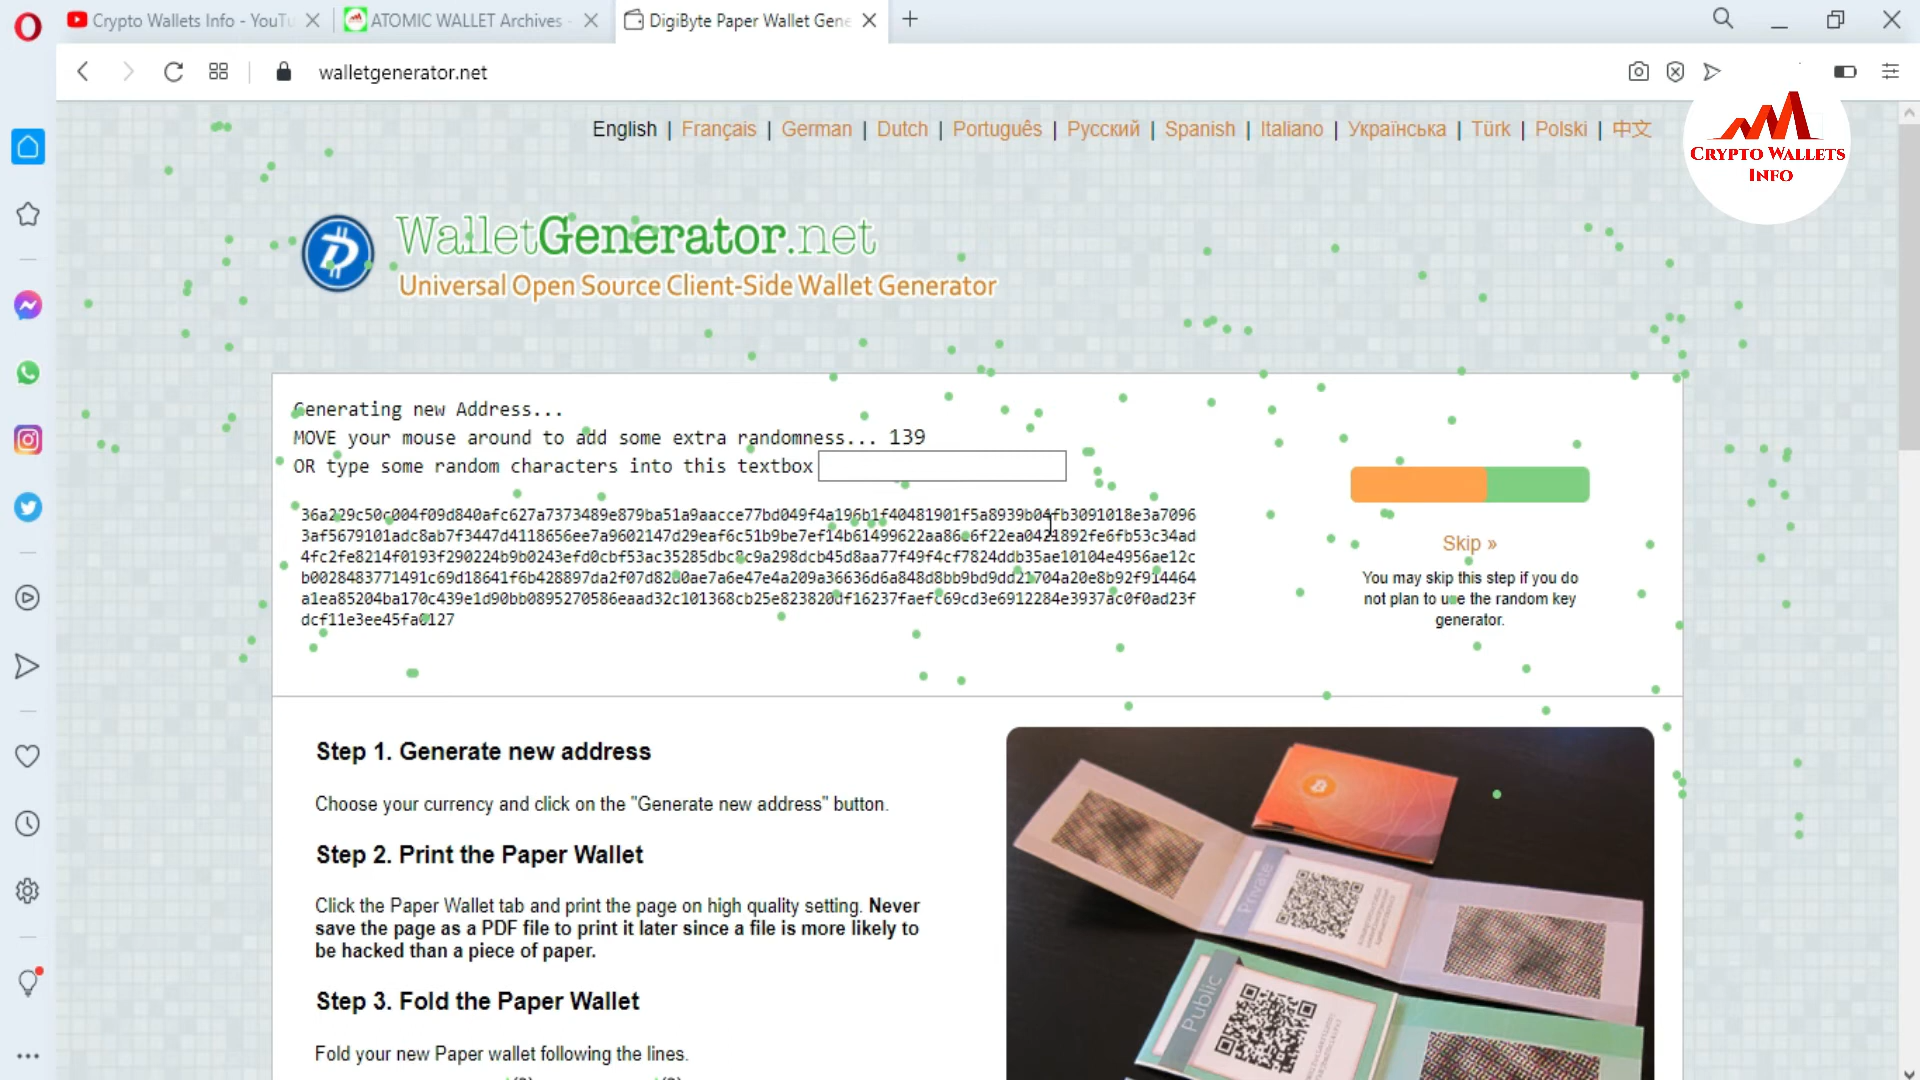 Crypto Wallets Info - YouTu
ATOMIC WALLET Archives -
DigiByte Paper Wallet Gene
walletgenerator.net
English | Français | German | Dutch | Português | Русский | Spanish | Italiano | Українська | Türk | Polski | 中文
CRYPTO WALLETS
INFO
WalletGenerator.net
Universal Open Source Client-Side Wallet Generator
Generating new Address...
MOVE your mouse around to add some extra randomness... 139
OR type some random characters into this textbox
Skip »
You may skip this step if you do
not plan to use the random key
generator.
Step 1. Generate new address
Choose your currency and click on the "Generate new address" button.
Step 2. Print the Paper Wallet
Click the Paper Wallet tab and print the page on high quality setting. Never
save the page as a PDF file to print it later since a file is more likely to
be hacked than a piece of paper.
Step 3. Fold the Paper Wallet
Fold your new Paper wallet following the lines.
Private
Public